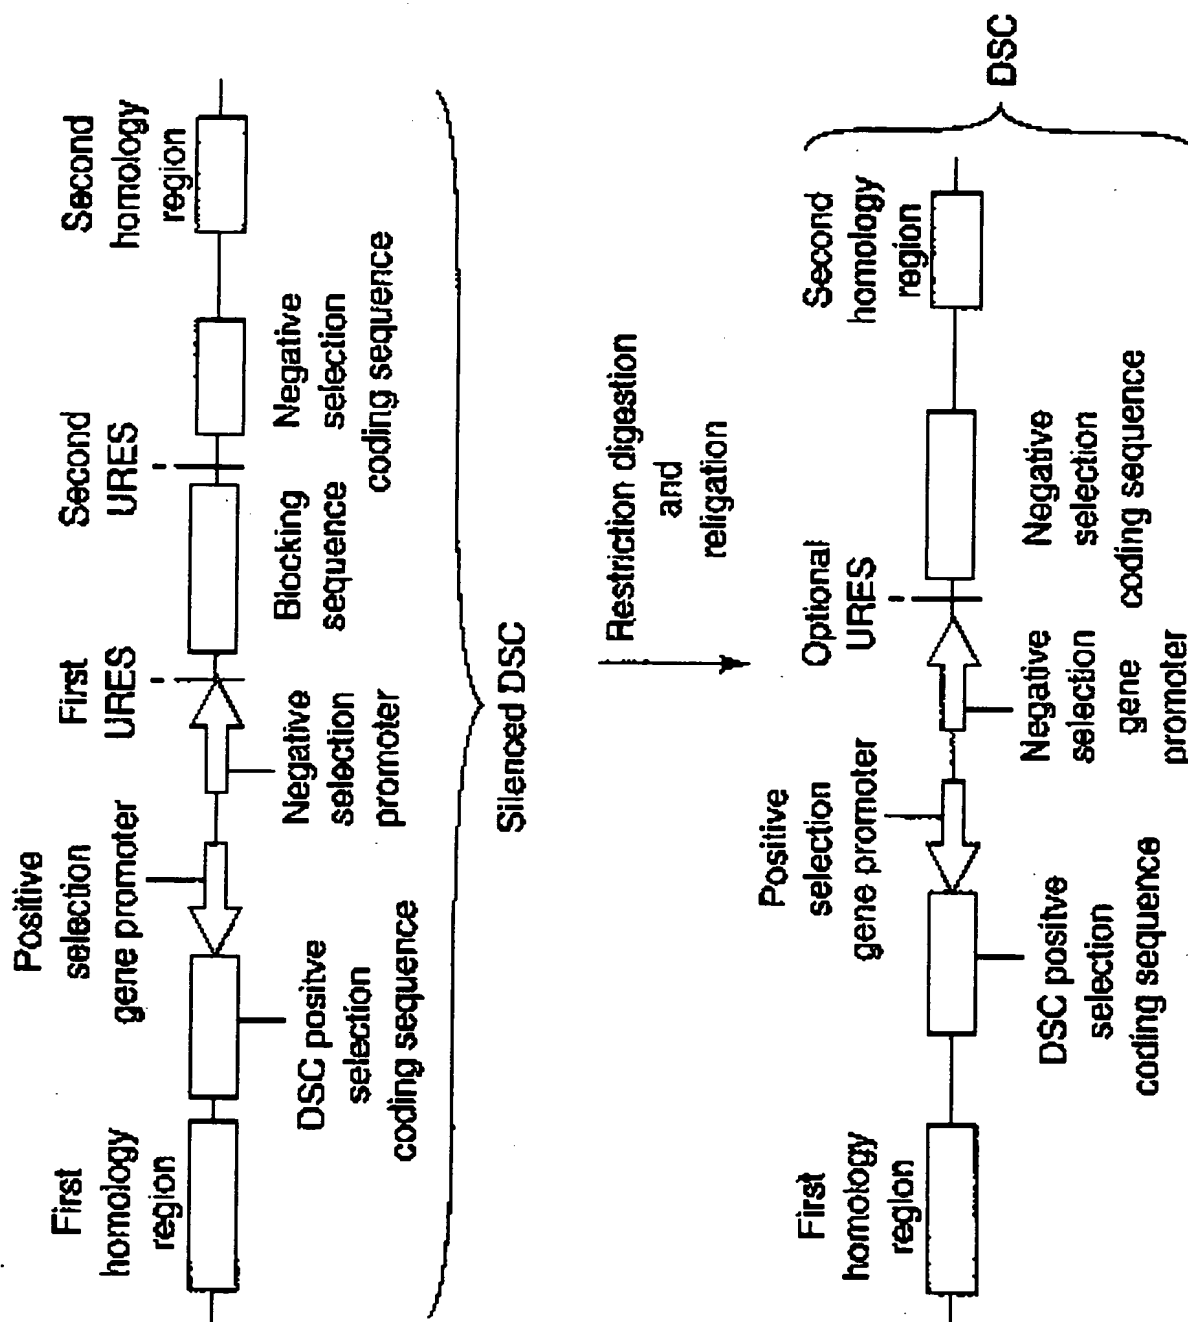 First
homology
region
Positive
selection
gene promoter
First
URES
Second
URES
Second
homology
region
DSC positve
selection
coding sequence
Negative
selection
promoter
Blocking
sequence
Negative
selection
coding sequence
Silenced DSC
Restriction digestion
and
religation
First
homology
region
Positive
selection
gene promoter
Optional
URES
Second
homology
region
DSC positve
selection
coding sequence
Negative
selection
gene
promoter
Negative
selection
coding sequence
DSC